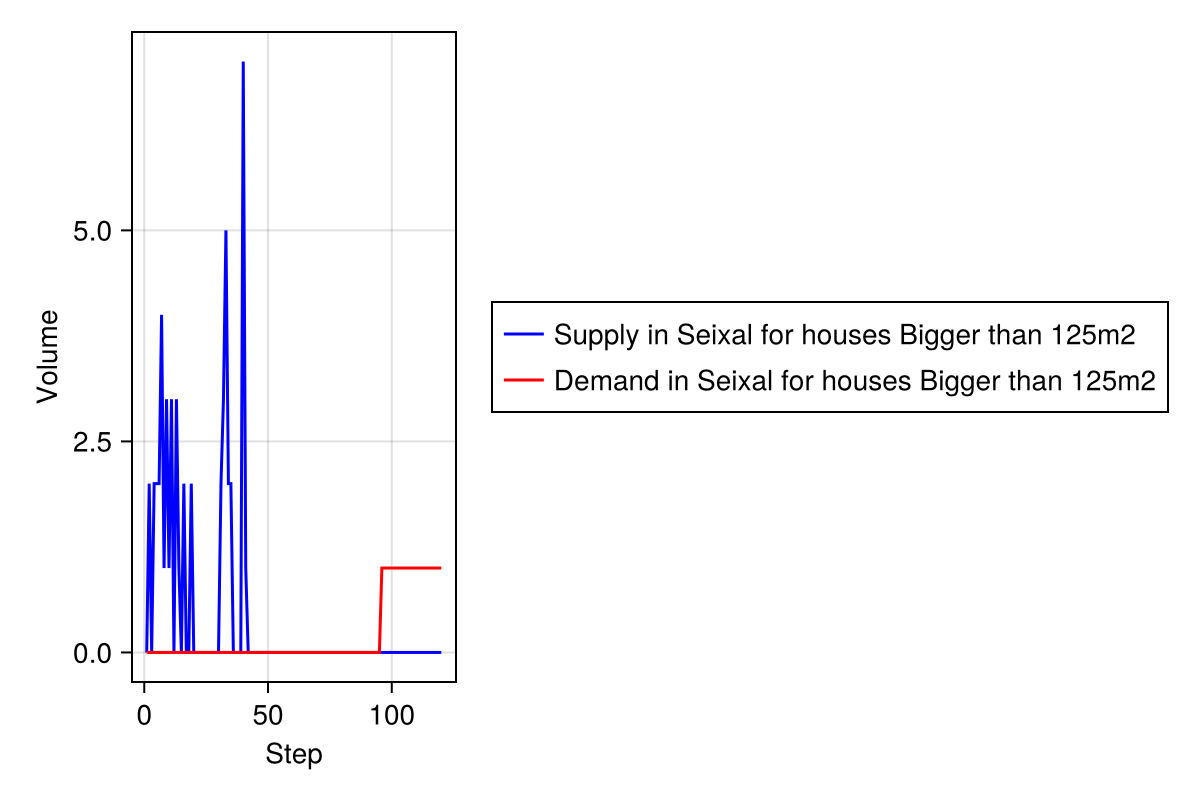 Volume
5.0
2.5
0.0
0 50 100
Step
Supply in Seixal for houses Bigger than 125m2
Demand in Seixal for houses Bigger than 125m2